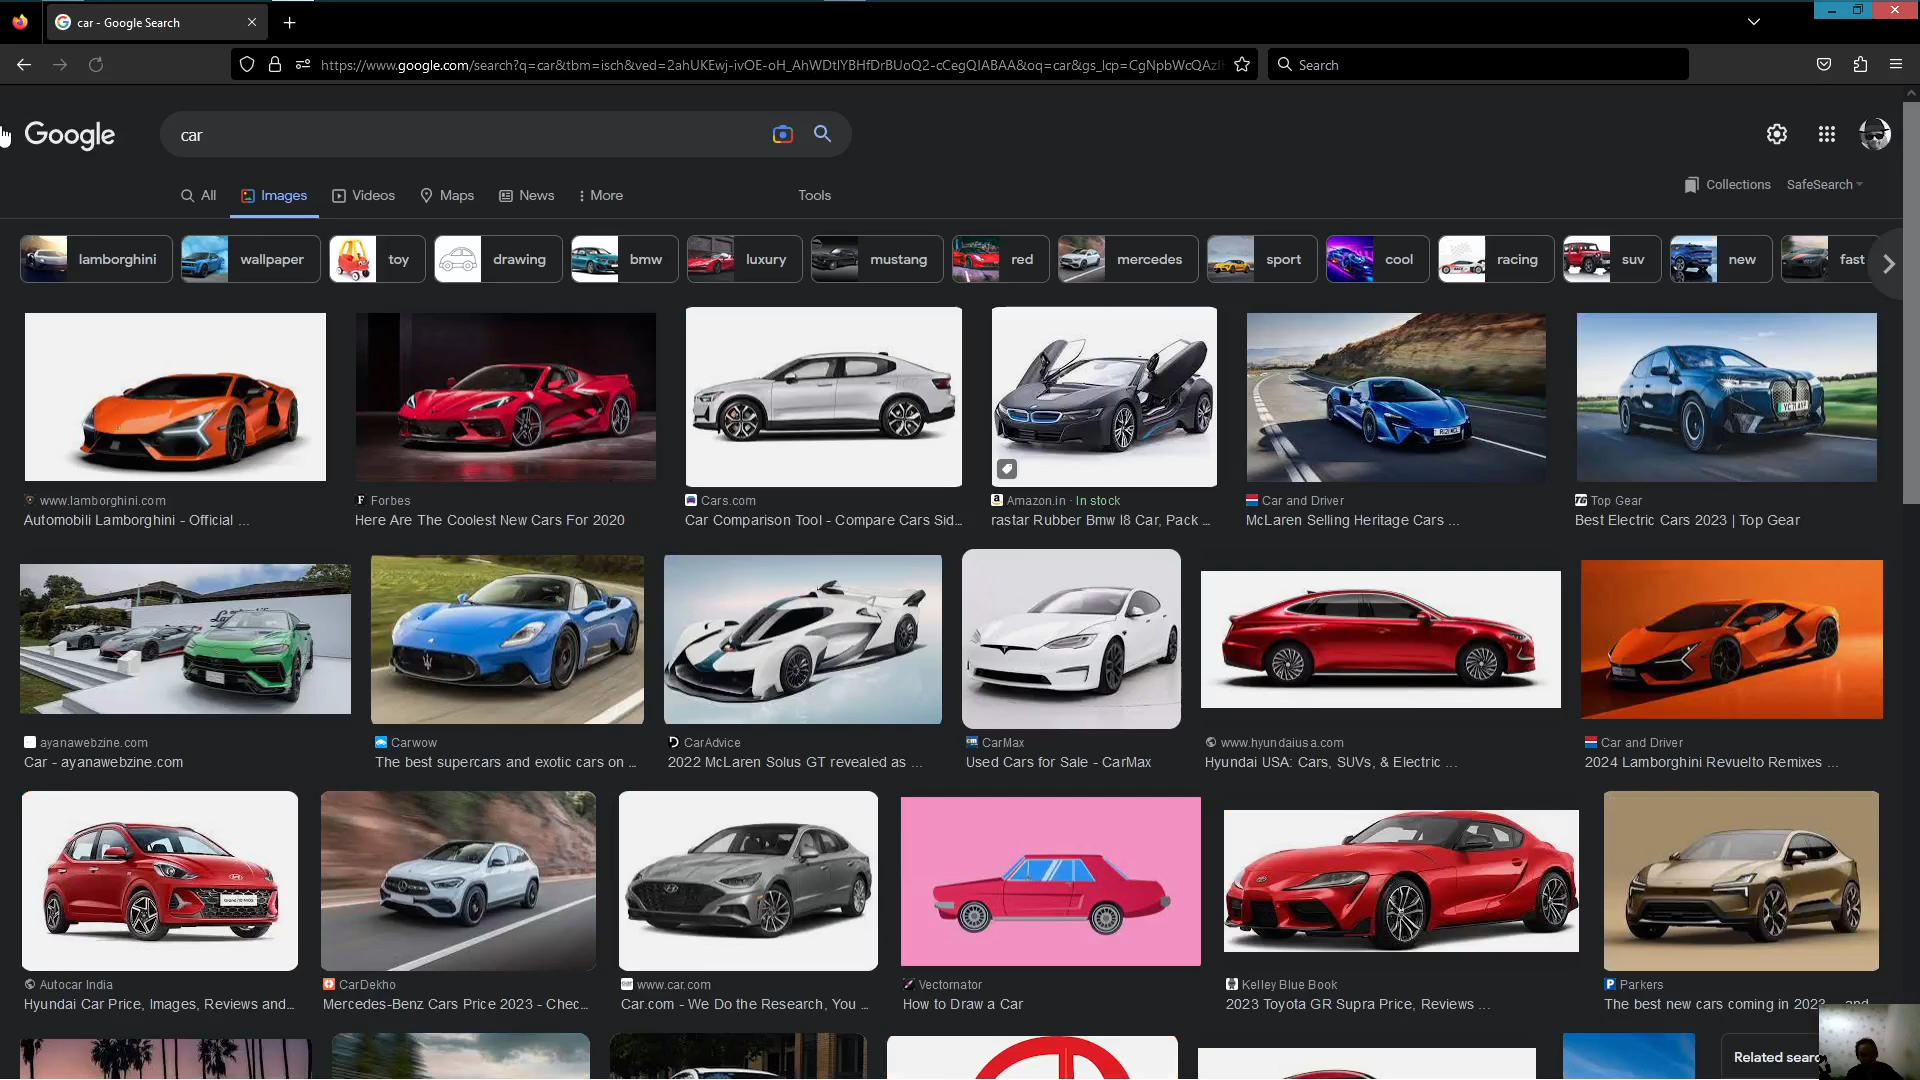 car - Google Search
https://www.google.com/search?q=car&tbm=isch&ved=2ahUKEwj-ivOE-oH_AhWDtlYBHfDrBUoQ2-cCegQIABAA&oq=car&gs_lcp=CgNpbWcQAzI
Search
Google
car
All
Images
Videos
Maps
News
More
Tools
Collections
SafeSearch
lamborghini
wallpaper
toy
drawing
bmw
luxury
mustang
red
mercedes
sport
cool
racing
suv
new
fast
www.lamborghini.com
Automobili Lamborghini - Official ...
Forbes
Here Are The Coolest New Cars For 2020
Cars.com
Car Comparison Tool - Compare Cars Sid...
Amazon.in · In stock
rastar Rubber Bmw I8 Car, Pack ...
Car and Driver
McLaren Selling Heritage Cars ...
Top Gear
Best Electric Cars 2023 | Top Gear
ayanawebzine.com
Car - ayanawebzine.com
Carwow
The best supercars and exotic cars on ...
CarAdvice
2022 McLaren Solus GT revealed as ...
CarMax
Used Cars for Sale - CarMax
www.hyundaiusa.com
Hyundai USA: Cars, SUVs, & Electric ...
Car and Driver
2024 Lamborghini Revuelto Remixes ...
Autocar India
Hyundai Car Price, Images, Reviews and...
CarDekho
Mercedes-Benz Cars Price 2023 - Chec...
www.car.com
Car.com - We Do the Research, You ...
Vectornator
How to Draw a Car
Kelley Blue Book
2023 Toyota GR Supra Price, Reviews ...
Parkers
The best new cars coming in 2023 and
Related searc